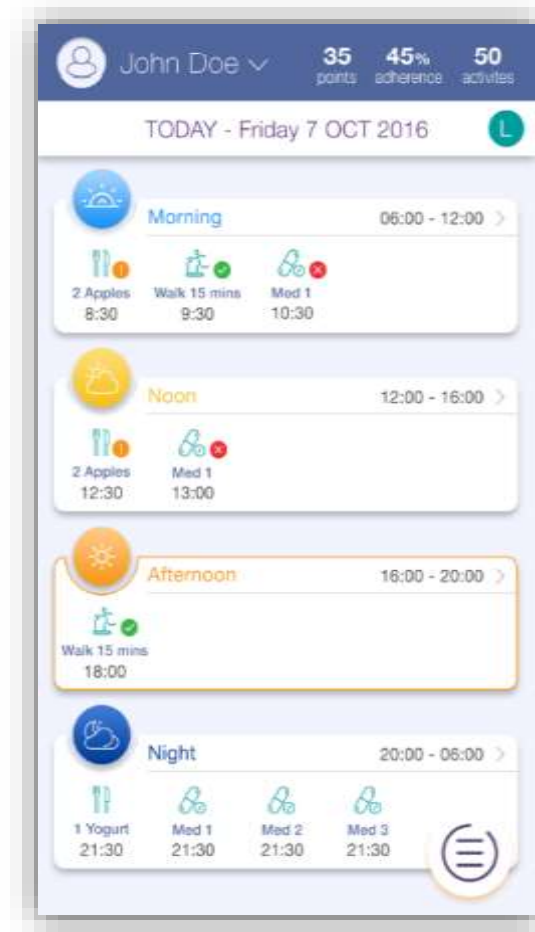 John Doe
35 45% 50
points adherence activites
TODAY - Friday 7 OCT 2016 L
Morning 06:00 - 12:00
2 Apples Walk 15 mins Med 1
8:30 9:30 10:30
Noon 12:00 - 16:00
2 Apples Med 1
12:30 13:00
Afternoon 16:00 - 20:00
Walk 15 mins
18:00
Night 20:00 - 06:00
1 Yogurt Med 1 Med 2 Med 3
21:30 21:30 21:30 21:30